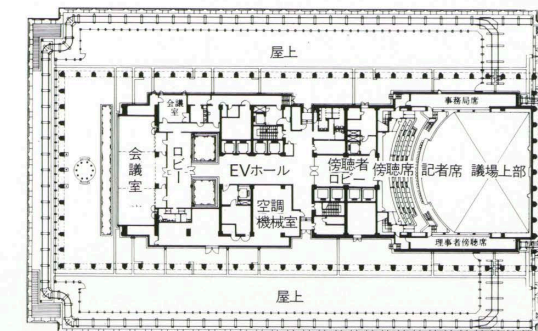 屋上
事務局席
会議
室
会議室
ロビー
EVホール
傍聴者
ロビー
傍聴席
記者席
議場上部
空調
機械室
理事者傍聴席
屋上